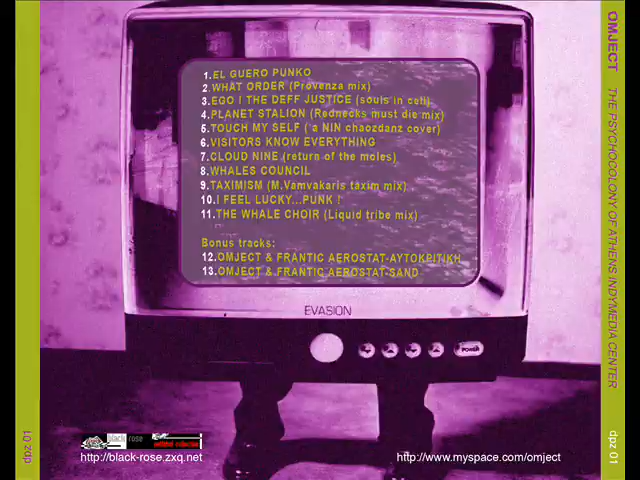 1.EL GUERO PUNKO
2.WHAT ORDER (Provenza mix)
3.EGO I THE DEFF JUSTICE (souls in cell)
4.PLANET STALION (Rednecks must die mix)
5.TOUCH MY SELF ('a NIN chaozdanz cover)
6.VISITORS KNOW EVERYTHING
7.CLOUD NINE (return of the moles)
8.WHALES COUNCIL
9.TAXIMISM (M.Vamvakaris taxim mix)
10.I FEEL LUCKY...PUNK !
11.THE WHALE CHOIR (Liquid tribe mix)
Bonus tracks:
12.OMJECT & FRANTIC AEROSTAT-ΑΥΤΟΚΡΙΤΙΚΗ
13.OMJECT & FRANTIC AEROSTAT-SAND
EVASION
POWER
black rose
http://black-rose.zxq.net
http://www.myspace.com/omject
dpz 01
OMJECT THE PSYCHOCOLONY OF ATHENS INDYMEDIA CENTER
dpz 01